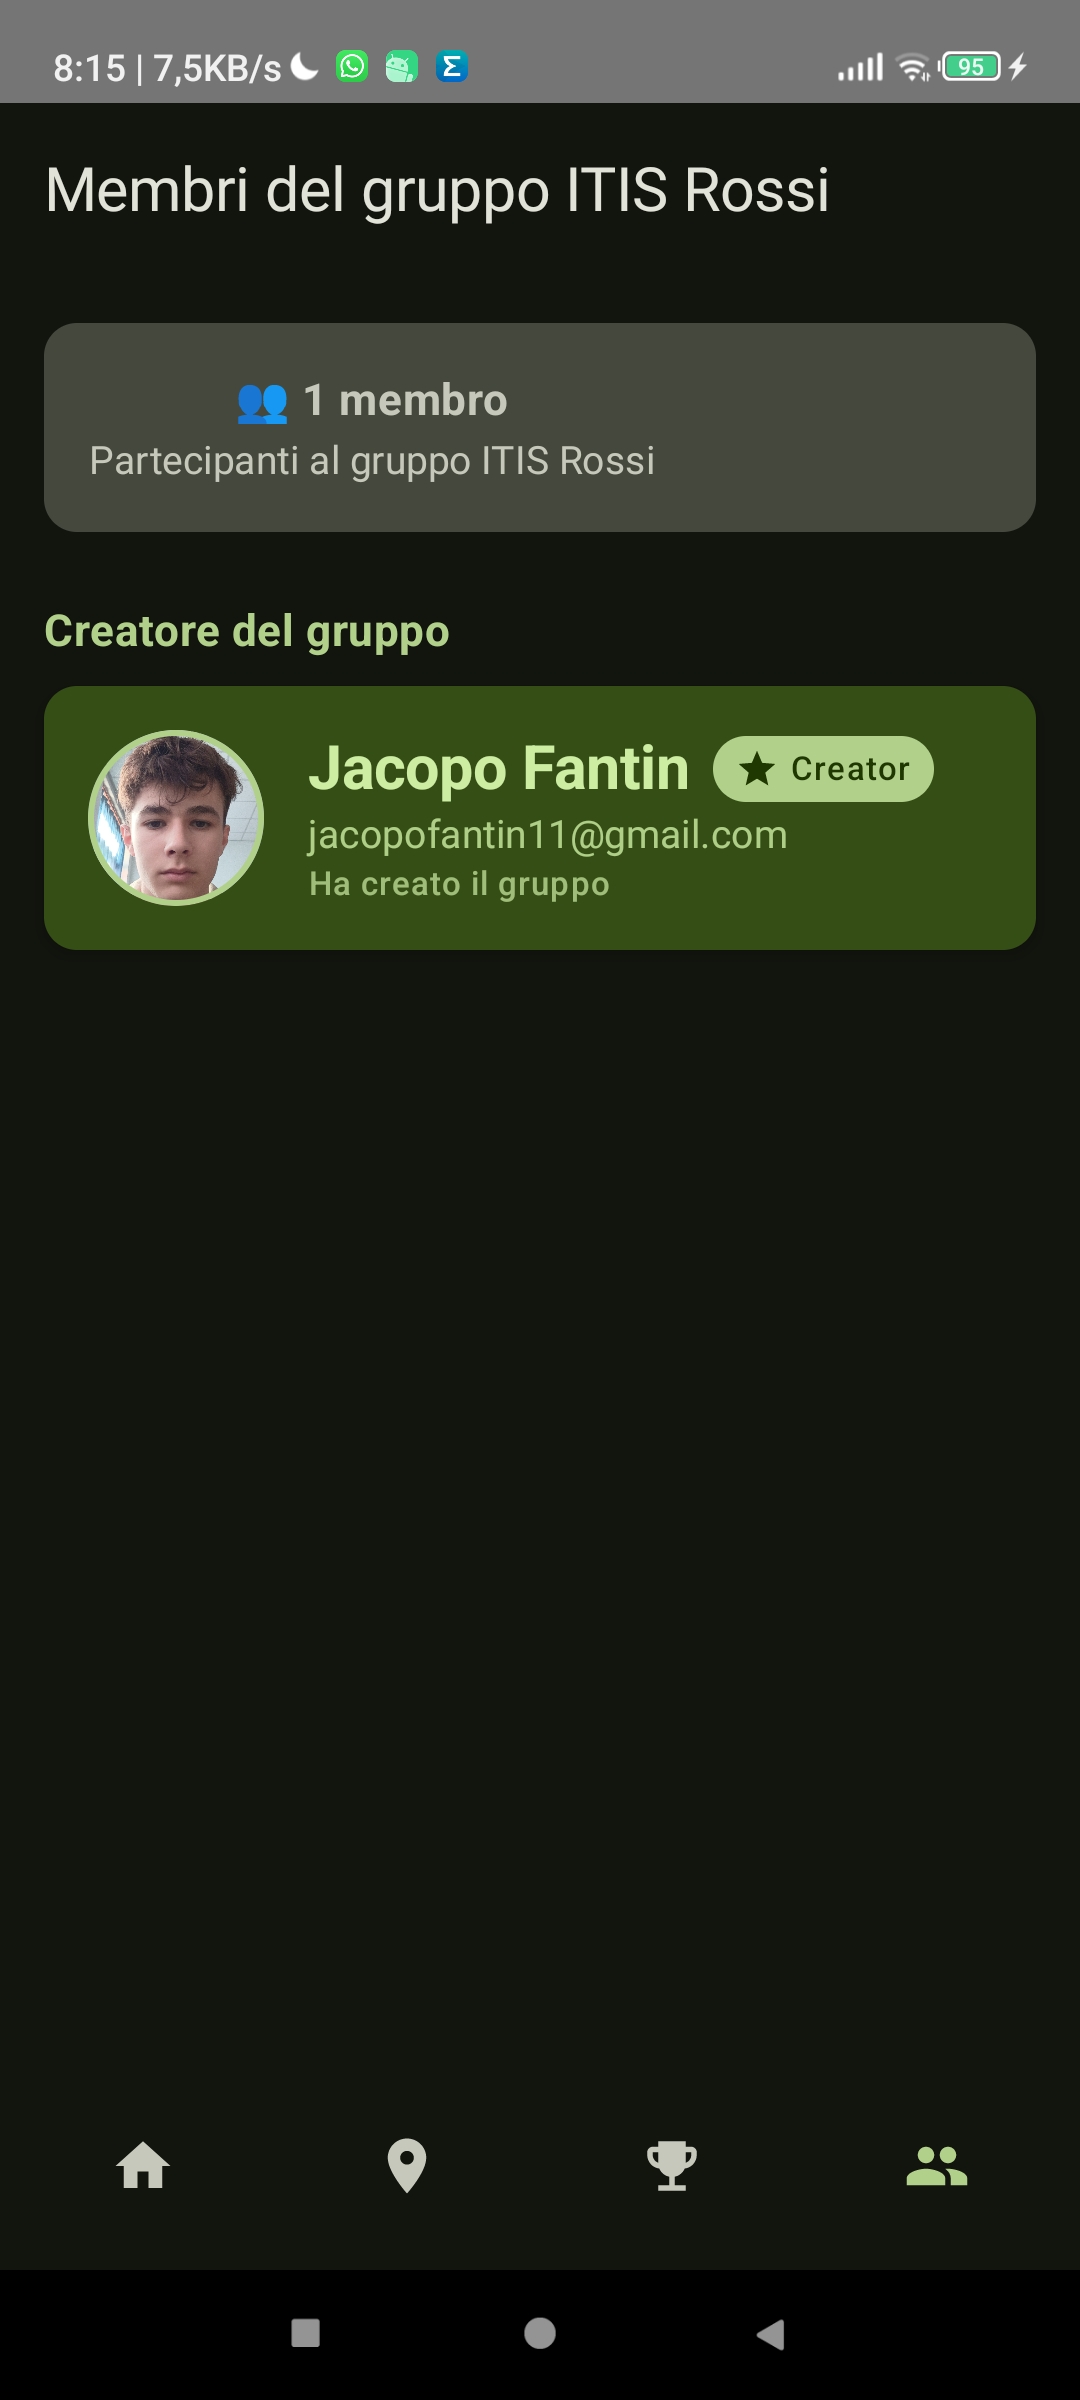 8:15 | 7,5KB/s
95
Membri del gruppo ITIS Rossi
👥 1 membro
Partecipanti al gruppo ITIS Rossi
Creatore del gruppo
Jacopo Fantin
★ Creator
jacopofantin11@gmail.com
Ha creato il gruppo